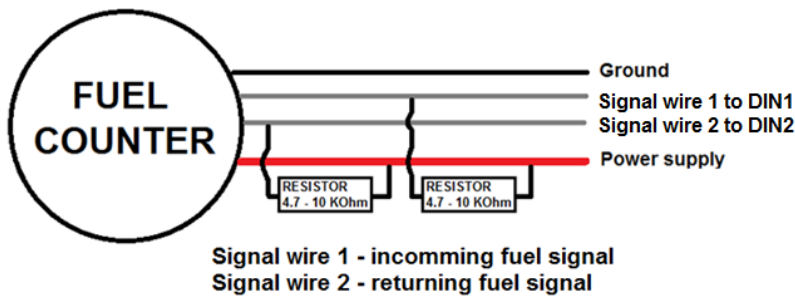 FUEL
COUNTER
Ground
Signal wire 1 to DIN1
Signal wire 2 to DIN2
Power supply
RESISTOR
4.7 - 10 KOhm
RESISTOR
4.7 - 10 KOhm
Signal wire 1 - incomming fuel signal
Signal wire 2 - returning fuel signal